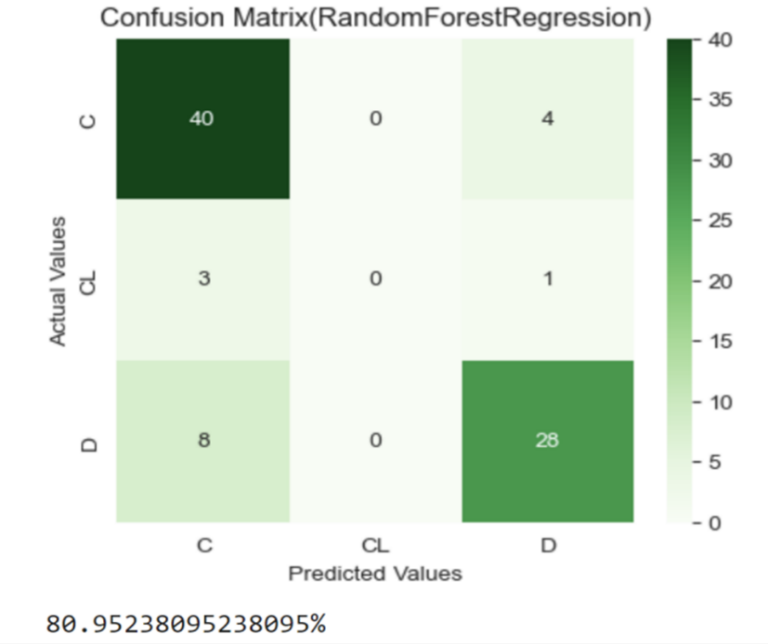 Confusion Matrix(RandomForestRegression)
40
C
40
0
4
35
30
Actual Values
CL
3
0
1
25
20
15
D
8
0
28
10
5
0
C
CL
D
Predicted Values
80.95238095238095%